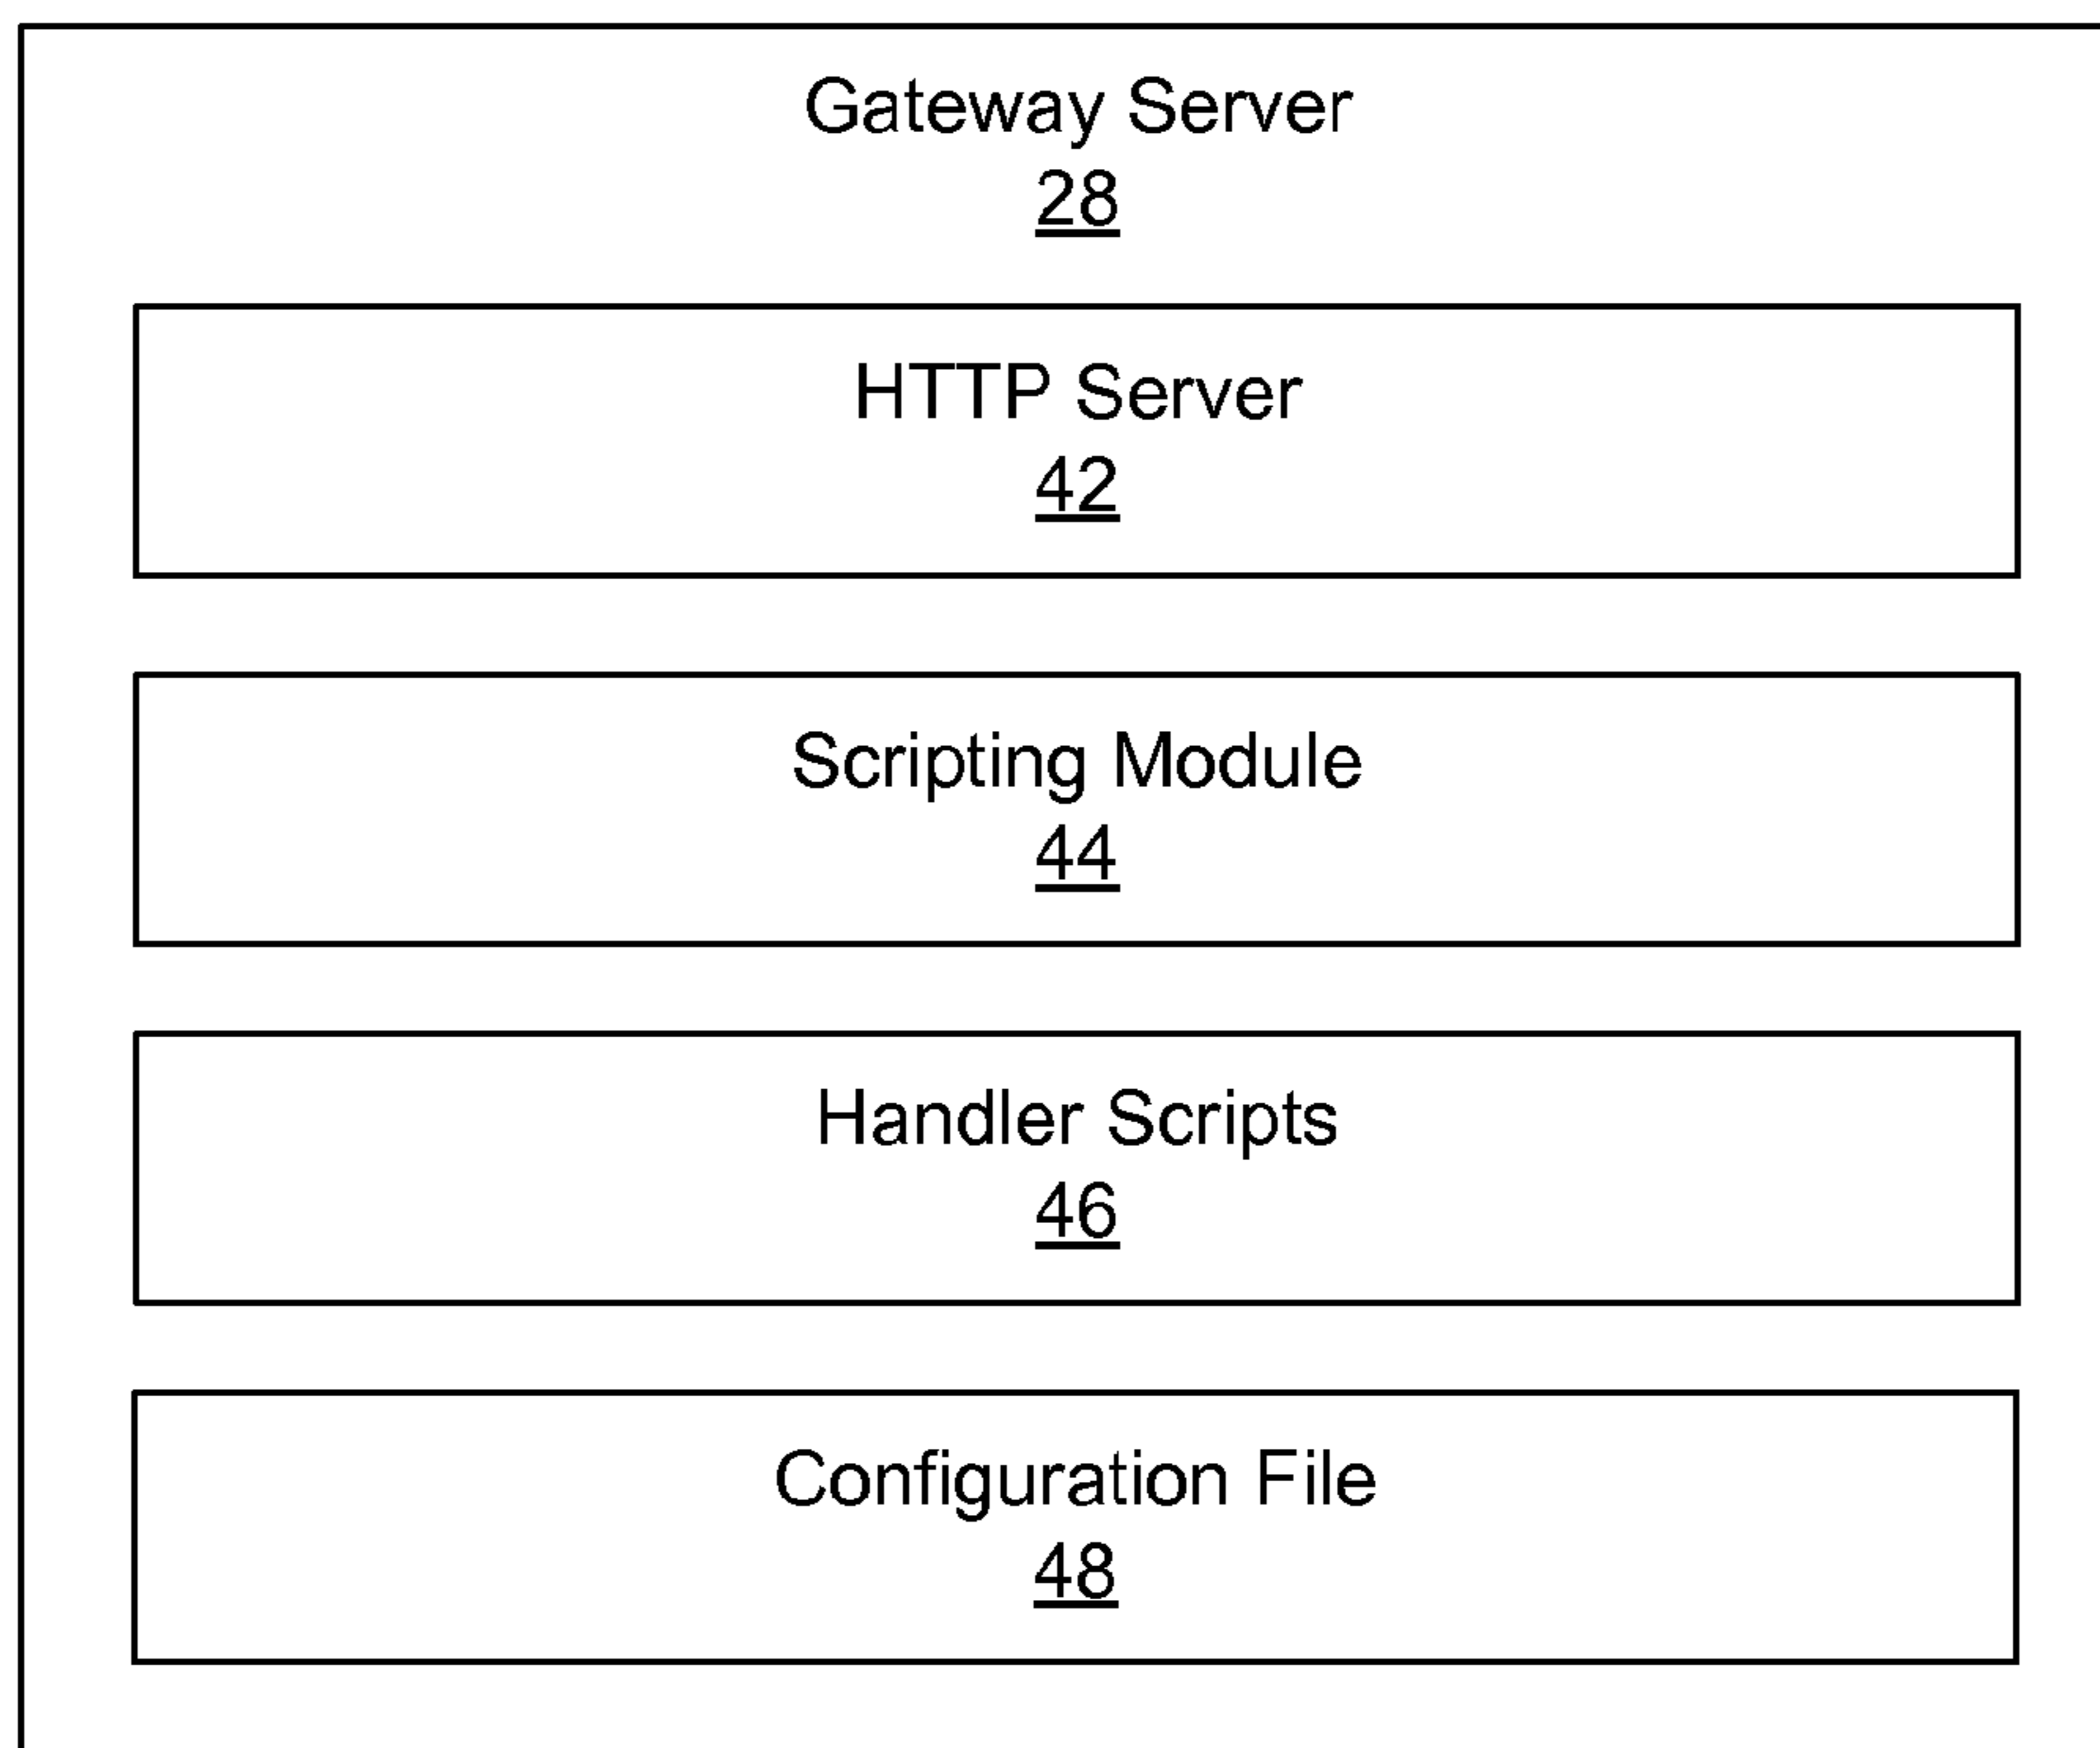 Gateway Server
28
HTTP Server
42
Scripting Module
44
Handler Scripts
46
Configuration File
48